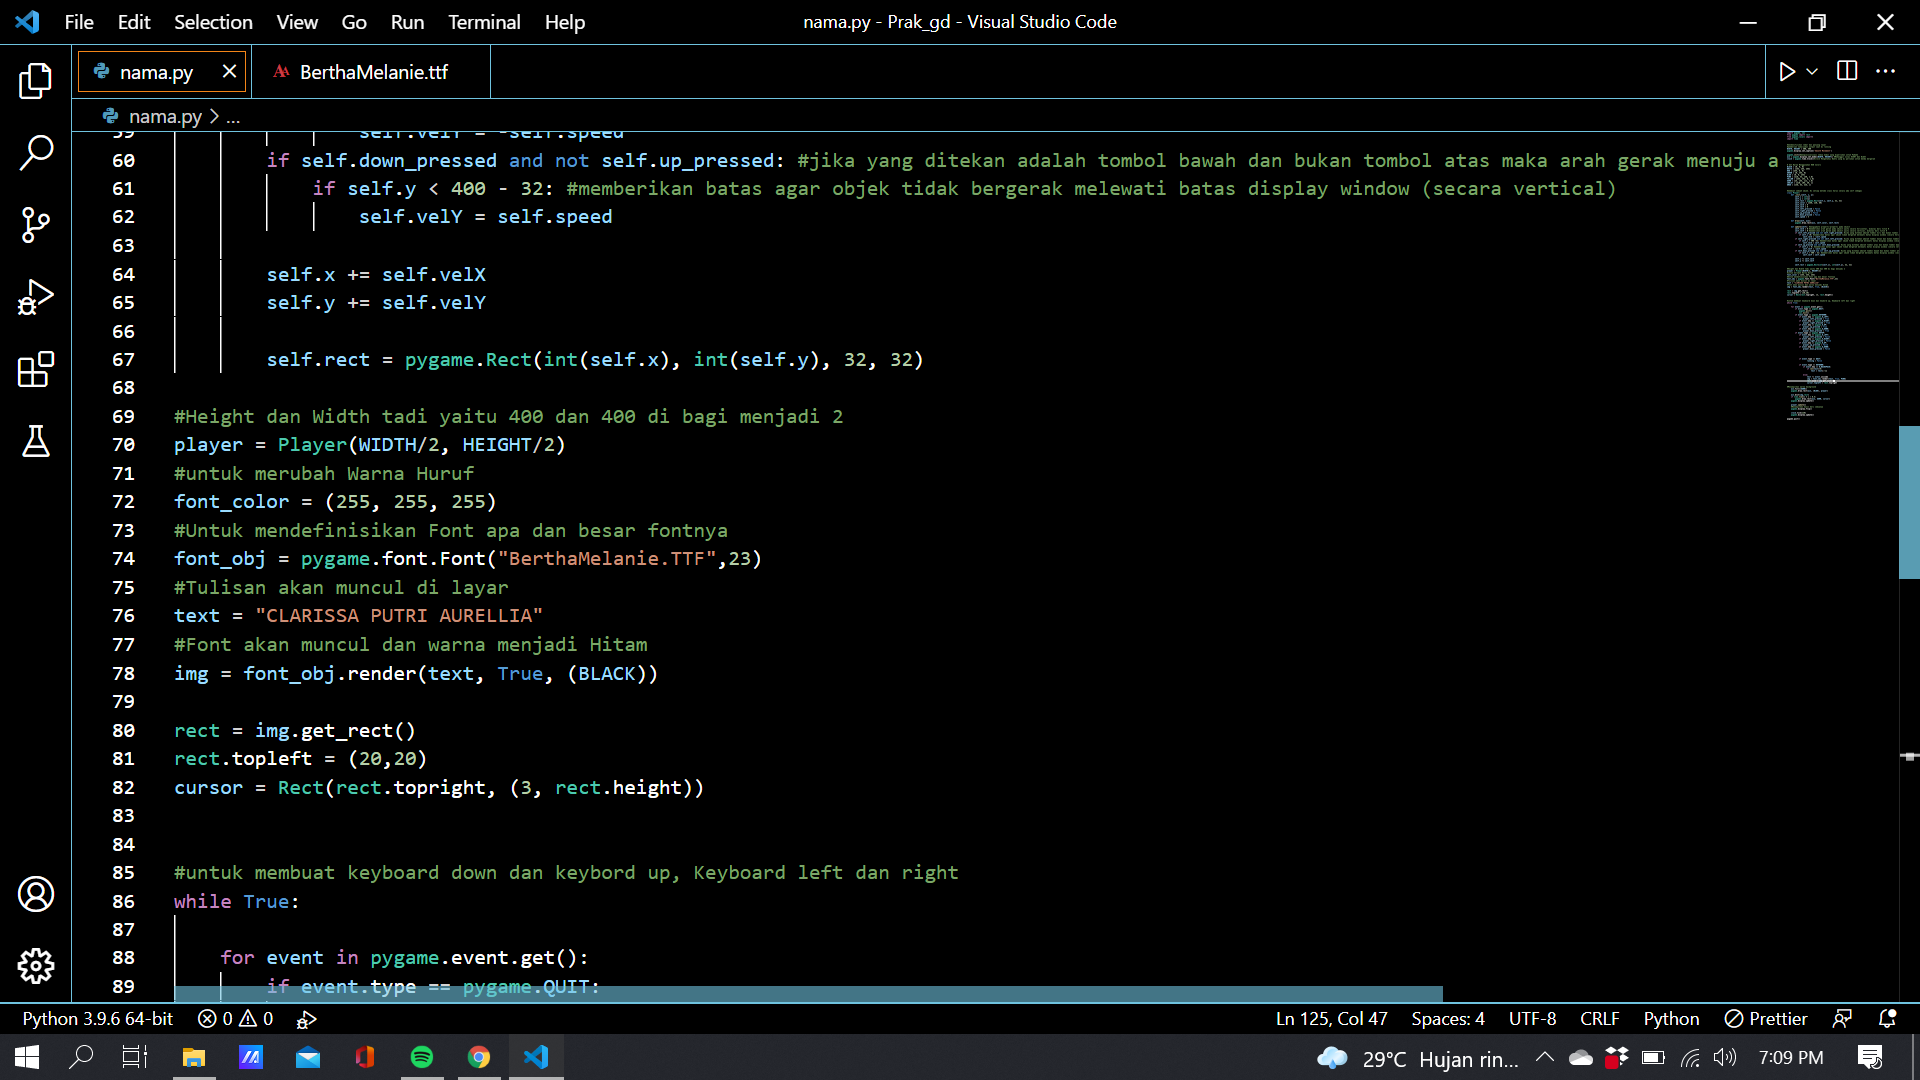 File Edit Selection View Go Run Terminal Help nama.py - Prak_gd - Visual Studio Code
nama.py BerthaMelanie.ttf
nama.py > ...
59 self.velY = -self.speed
60 if self.down_pressed and not self.up_pressed: #jika yang ditekan adalah tombol bawah dan bukan tombol atas maka arah gerak menuju a
61 if self.y < 400 - 32: #memberikan batas agar objek tidak bergerak melewati batas display window (secara vertical)
62 self.velY = self.speed
63
64 self.x += self.velX
65 self.y += self.velY
66
67 self.rect = pygame.Rect(int(self.x), int(self.y), 32, 32)
68
69 #Height dan Width tadi yaitu 400 dan 400 di bagi menjadi 2
70 player = Player(WIDTH/2, HEIGHT/2)
71 #untuk merubah Warna Huruf
72 font_color = (255, 255, 255)
73 #Untuk mendefinisikan Font apa dan besar fontnya
74 font_obj = pygame.font.Font("BerthaMelanie.TTF",23)
75 #Tulisan akan muncul di layar
76 text = "CLARISSA PUTRI AURELLIA"
77 #Font akan muncul dan warna menjadi Hitam
78 img = font_obj.render(text, True, (BLACK))
79
80 rect = img.get_rect()
81 rect.topleft = (20,20)
82 cursor = Rect(rect.topright, (3, rect.height))
83
84
85 #untuk membuat keyboard down dan keybord up, Keyboard left dan right
86 while True:
87
88 for event in pygame.event.get():
89 if event.type == pygame.QUIT:
Python 3.9.6 64-bit 0 0 Ln 125, Col 47 Spaces: 4 UTF-8 CRLF Python Prettier
29°C Hujan rin... 7:09 PM